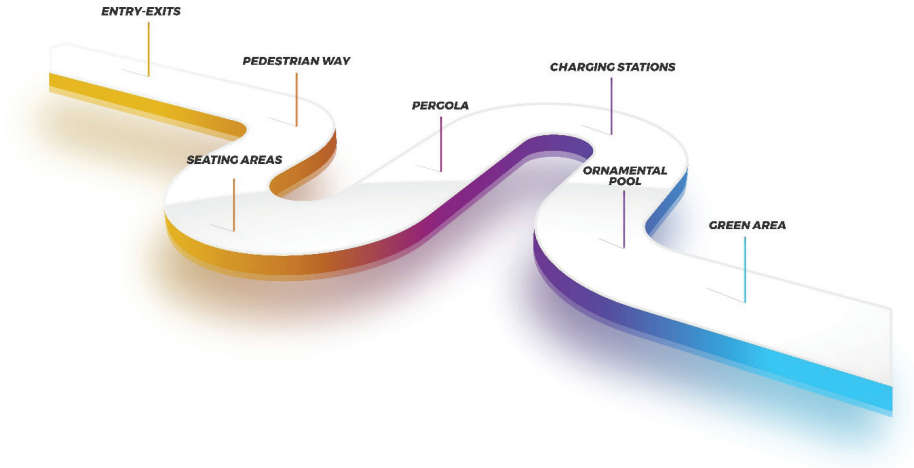 ENTRY-EXITS
PEDESTRIAN WAY
CHARGING STATIONS
PERGOLA
SEATING AREAS
ORNAMENTAL
POOL
GREEN AREA